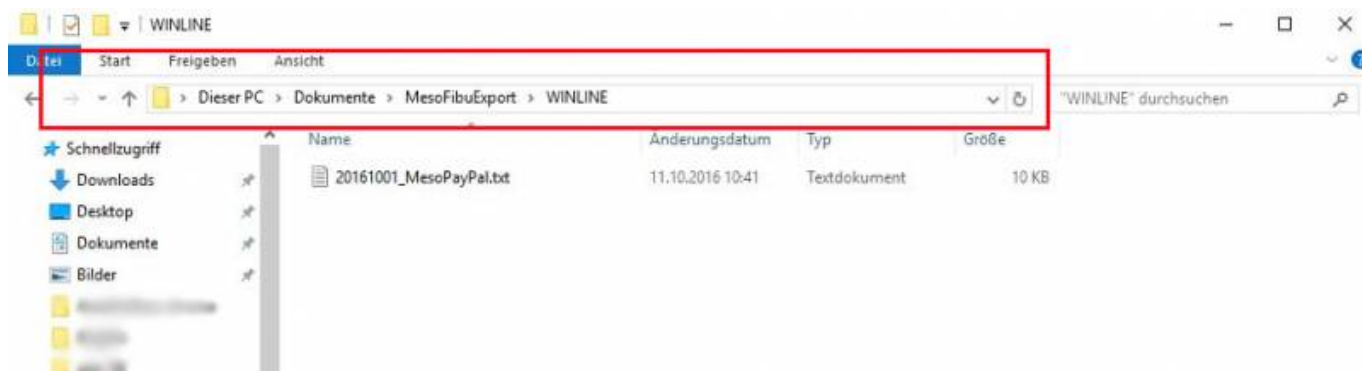 WINLINE
Datei Start Freigeben Ansicht
Dieser PC > Dokumente > MesoFibuExport > WINLINE "WINLINE" durchsuchen
Schnellzugriff Name Änderungsdatum Typ Größe
Downloads 20161001_MesoPayPal.txt 11.10.2016 10:41 Textdokument 10 KB
Desktop
Dokumente
Bilder